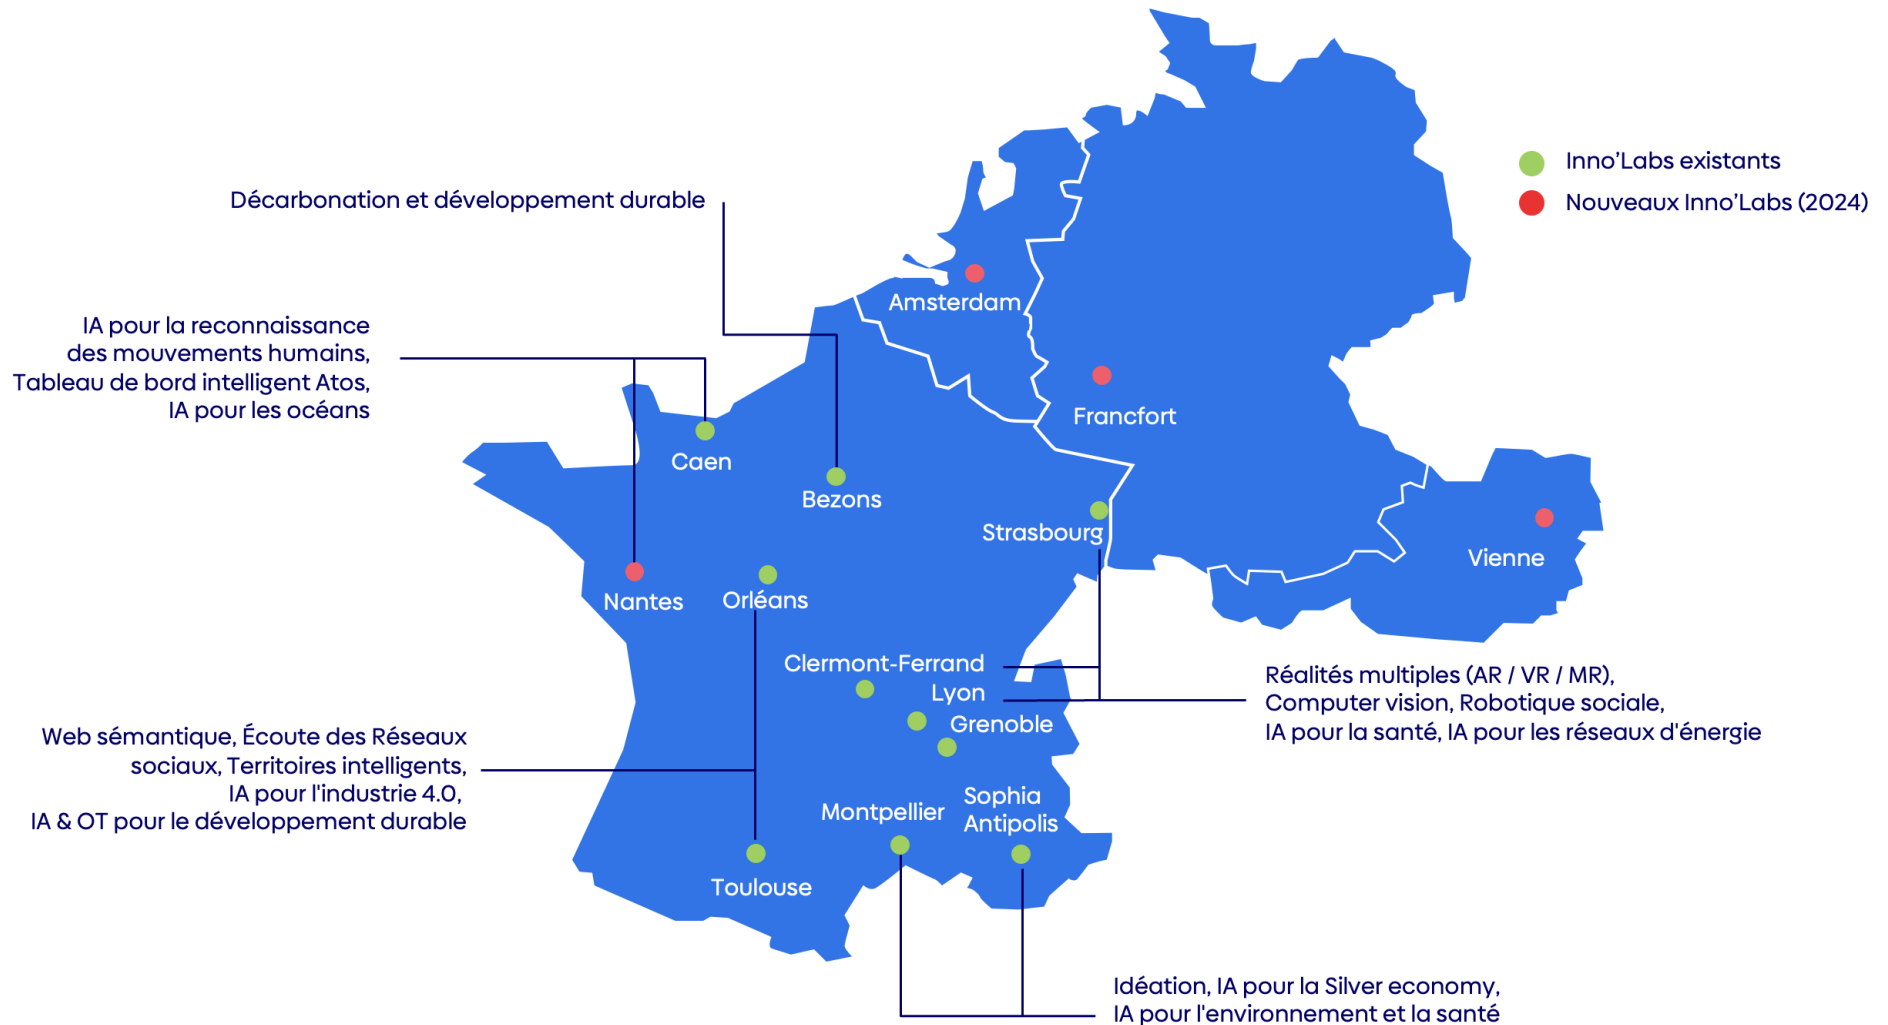 Inno'Labs existants
Nouveaux Inno'Labs (2024)
Décarbonation et développement durable
IA pour la reconnaissance
des mouvements humains,
Tableau de bord intelligent Atos,
IA pour les océans
Amsterdam
Francfort
Caen
Bezons
Strasbourg
Vienne
Nantes
Orléans
Clermont-Ferrand
Lyon
Grenoble
Réalités multiples (AR / VR / MR),
Computer vision, Robotique sociale,
IA pour la santé, IA pour les réseaux d'énergie
Web sémantique, Écoute des Réseaux
sociaux, Territoires intelligents,
IA pour l'industrie 4.0,
IA & OT pour le développement durable
Montpellier
Sophia
Antipolis
Toulouse
Idéation, IA pour la Silver economy,
IA pour l'environnement et la santé